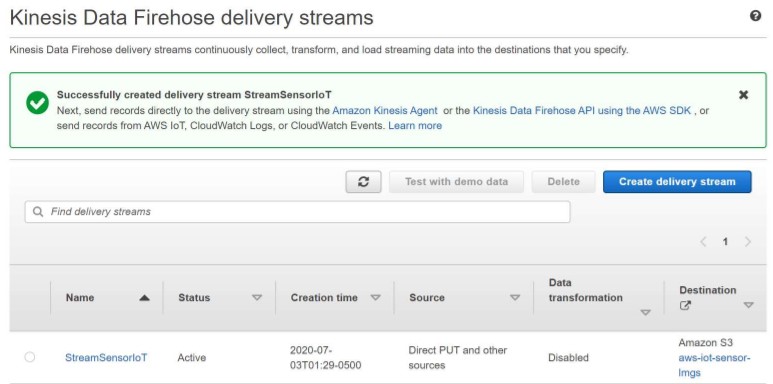 Kinesis Data Firehose delivery streams
Kinesis Data Firehose delivery streams continuously collect, transform, and load streaming data into the destinations that you specify.
Successfully created delivery stream StreamSensorIoT
Next, send records directly to the delivery stream using the Amazon Kinesis Agent or the Kinesis Data Firehose API using the AWS SDK , or
send records from AWS IoT, CloudWatch Logs, or CloudWatch Events. Learn more
Test with demo data
Delete
Create delivery stream
Find delivery streams
1
Name
Status
Creation time
Source
Data
transformation
Destination
StreamSensorIoT
Active
2020-07-
03T01:29-0500
Direct PUT and other
sources
Disabled
Amazon S3
aws-iot-sensor-
lmgs